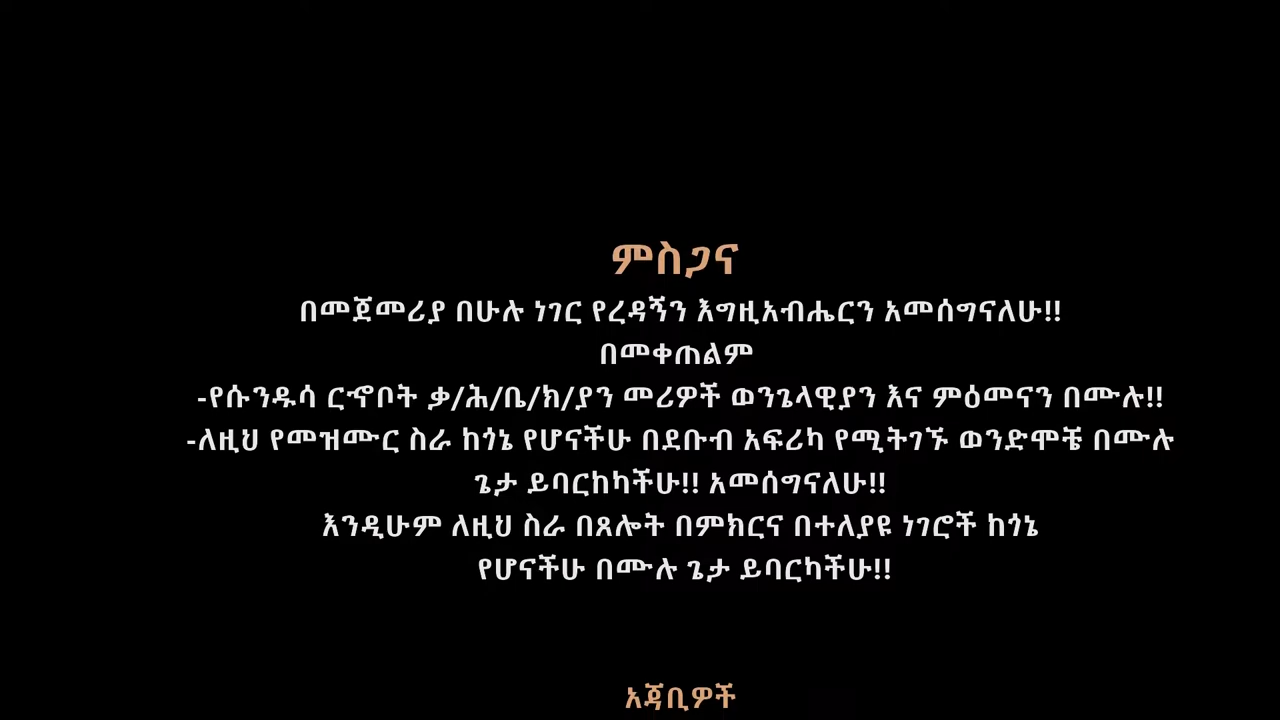 ምስጋና
በመጀመሪያ በሁሉ ነገር የረዳኝን እግዚአብሔርን አመሰግናለሁ!!
በመቀጠልም
-የሱንዱሳ ርኆቦት ቃ/ሕ/ቤ/ክ/ያን መሪዎች ወንጌላዊያን እና ምዕመናን በሙሉ!!
-ለዚህ የመዝሙር ስራ ከጎኔ የሆናችሁ በደቡብ አፍሪካ የሚትገኙ ወንድሞቼ በሙሉ
ጌታ ይባርከካችሁ!! አመሰግናለሁ!!
እንዲሁም ለዚህ ስራ በጸሎት በምክርና በተለያዩ ነገሮች ከጎኔ
የሆናችሁ በሙሉ ጌታ ይባርካችሁ!!
አጃቢዎች